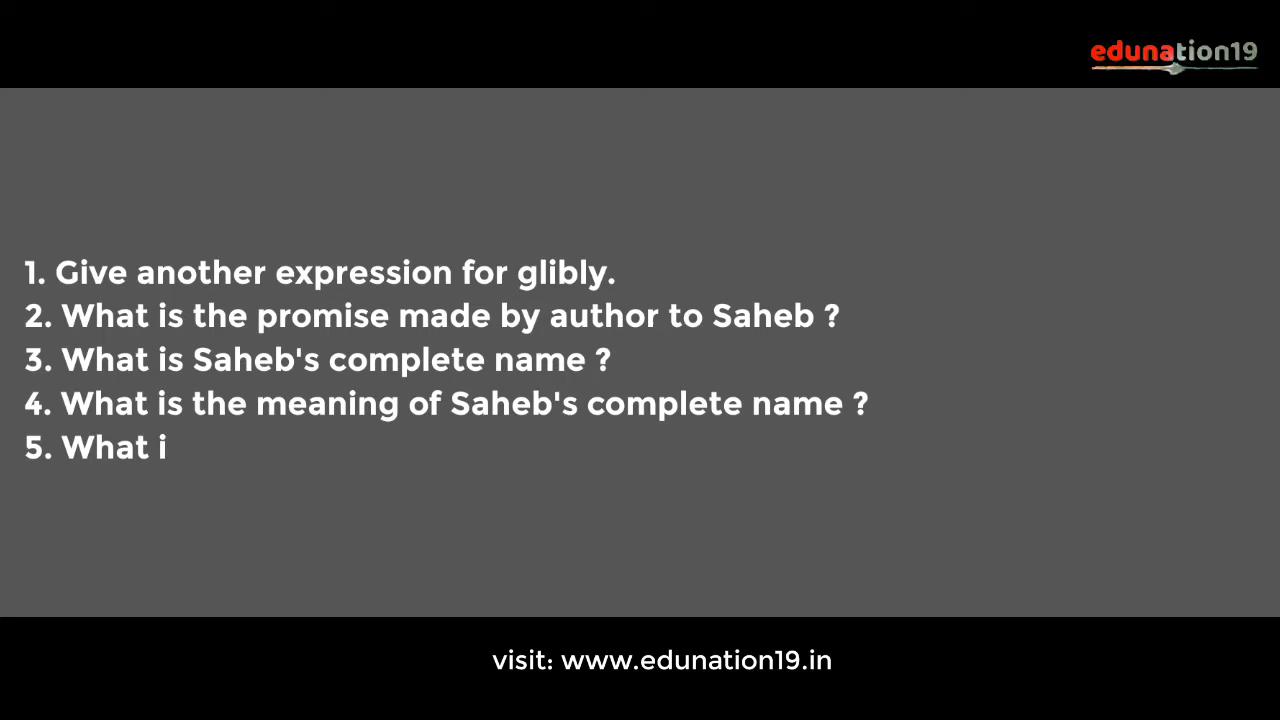 edunation19
1. Give another expression for glibly.
2. What is the promise made by author to Saheb ?
3. What is Saheb's complete name ?
4. What is the meaning of Saheb's complete name ?
5. What i
visit: www.edunation19.in